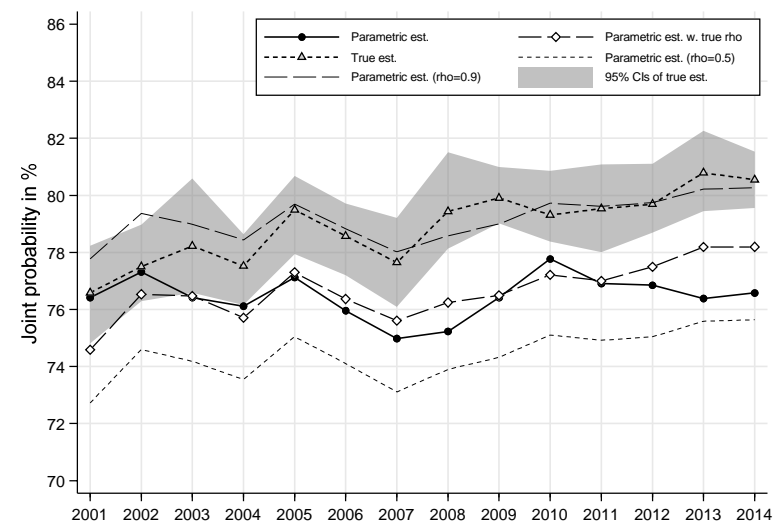 86
84
82
80
78
76
74
72
70
Joint probability in %
Parametric est.
True est.
Parametric est. (rho=0.9)
Parametric est. w. true rho
Parametric est. (rho=0.5)
95% CIs of true est.
2001 2002 2003 2004 2005 2006 2007 2008 2009 2010 2011 2012 2013 2014